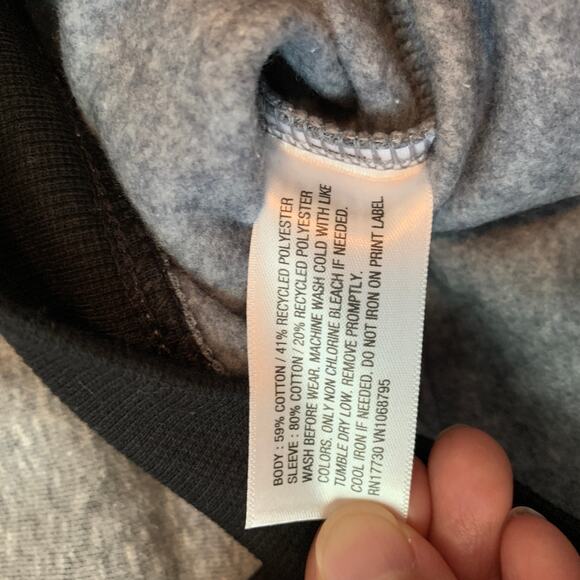 BODY : 59% COTTON / 41% RECYCLED POLYESTER
SLEEVE : 80% COTTON / 20% RECYCLED POLYESTER
WASH BEFORE WEAR. MACHINE WASH COLD WITH LIKE
COLORS. ONLY NON CHLORINE BLEACH IF NEEDED.
TUMBLE DRY LOW. REMOVE PROMPTLY.
COOL IRON IF NEEDED. DO NOT IRON ON PRINT LABEL
RN17730 VN1068795